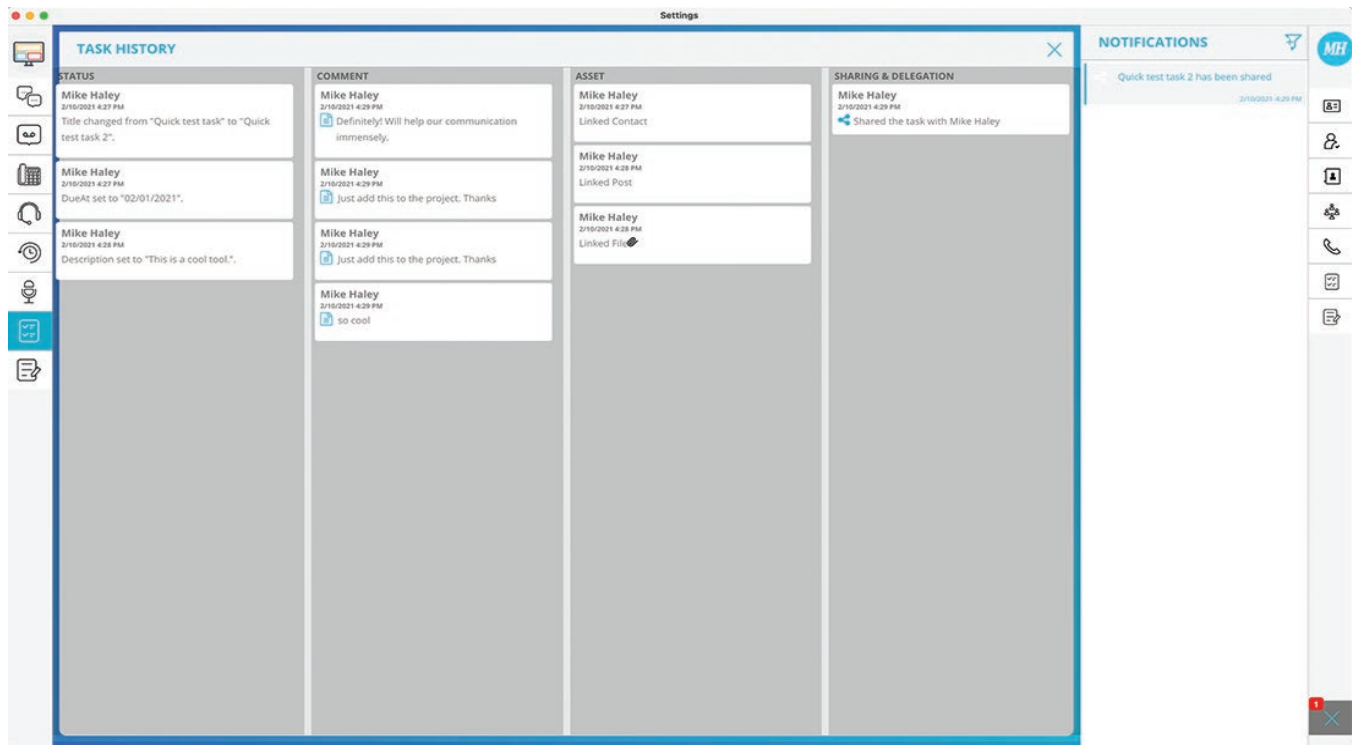 Settings
TASK HISTORY
STATUS
Mike Haley
2/10/2021 4:27 PM
Title changed from "Quick test task" to "Quick
test task 2".
Mike Haley
2/10/2021 4:27 PM
DueAt set to "02/01/2021".
Mike Haley
2/10/2021 4:28 PM
Description set to "This is a cool tool.".
COMMENT
Mike Haley
2/10/2021 4:29 PM
Definitely! Will help our communication
immensely.
Mike Haley
2/10/2021 4:29 PM
Just add this to the project. Thanks
Mike Haley
2/10/2021 4:29 PM
Just add this to the project. Thanks
Mike Haley
2/10/2021 4:29 PM
so cool
ASSET
Mike Haley
2/10/2021 4:27 PM
Linked Contact
Mike Haley
2/10/2021 4:28 PM
Linked Post
Mike Haley
2/10/2021 4:28 PM
Linked File
SHARING & DELEGATION
Mike Haley
2/10/2021 4:29 PM
Shared the task with Mike Haley
NOTIFICATIONS
Quick test task 2 has been shared
2/10/2021 4:29 PM
MH
1